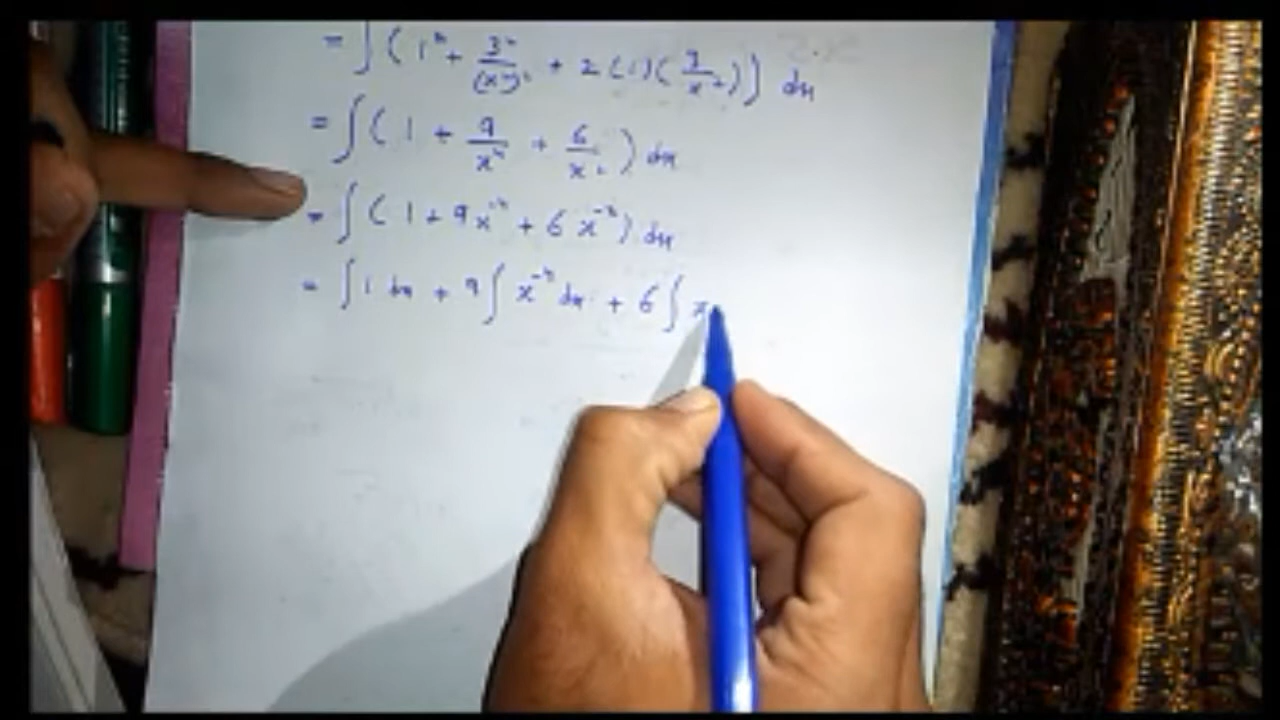 = ∫ ( 1² + 3²/(x²)² + 2 (1) ( 3/x² ) ) dx
= ∫ ( 1 + 9/x⁴ + 6/x² ) dx
= ∫ ( 1 + 9x⁻⁴ + 6x⁻² ) dx
= ∫ 1 dx + 9 ∫ x⁻⁴ dx + 6 ∫ x